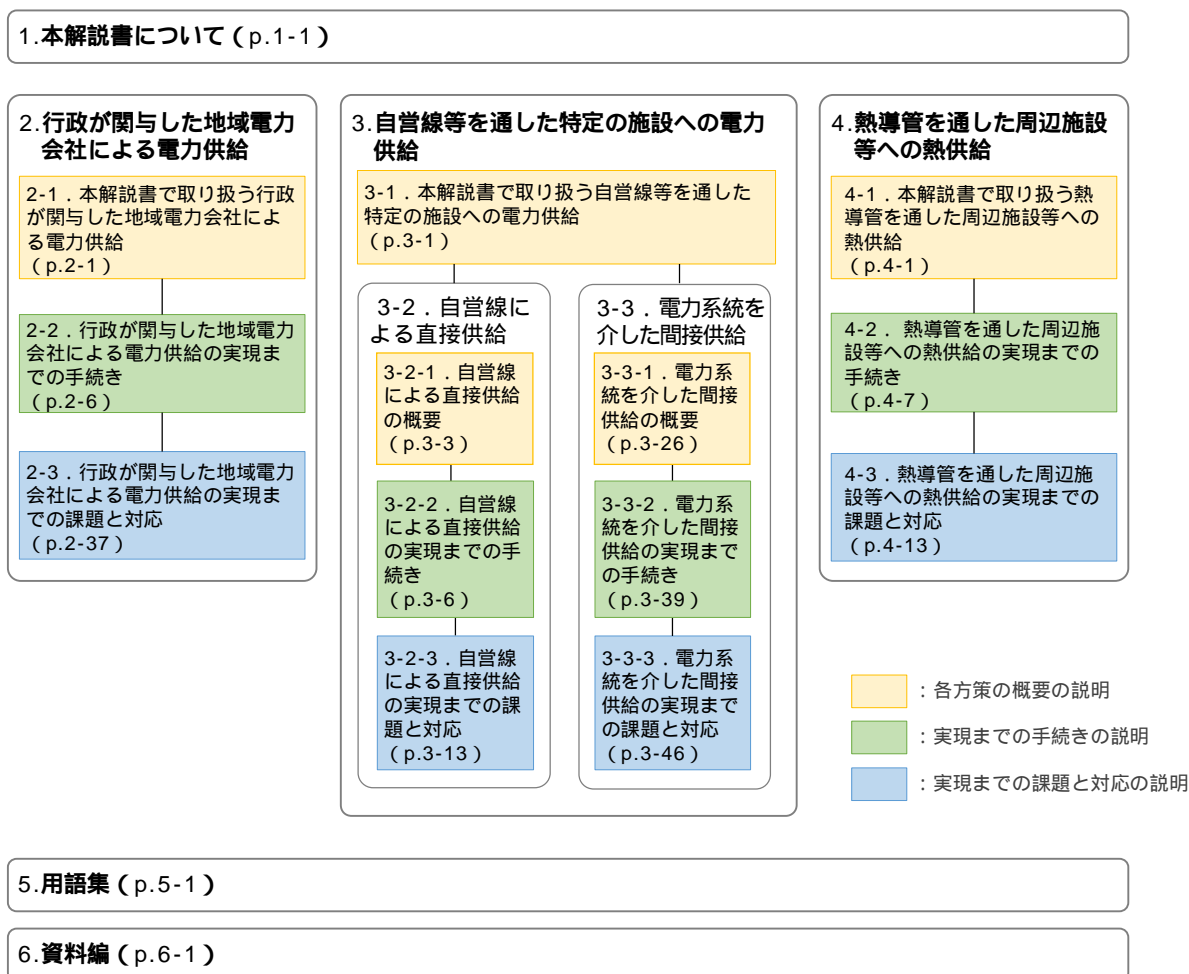 1.本解説書について（p.1-1）
2.行政が関与した地域電力
会社による電力供給
2-1．本解説書で取り扱う行政
が関与した地域電力会社によ
る電力供給
（p.2-1）
2-2．行政が関与した地域電力
会社による電力供給の実現ま
での手続き
（p.2-6）
2-3．行政が関与した地域電力
会社による電力供給の実現ま
での課題と対応
（p.2-37）
3.自営線等を通した特定の施設への電力
供給
3-1．本解説書で取り扱う自営線等を通した
特定の施設への電力供給
（p.3-1）
3-2．自営線に
よる直接供給
3-2-1．自営線
による直接供給
の概要
（p.3-3）
3-2-2．自営線
による直接供給
の実現までの手
続き
（p.3-6）
3-2-3．自営線
による直接供給
の実現までの課
題と対応
（p.3-13）
3-3．電力系統を
介した間接供給
3-3-1．電力系
統を介した間接
供給の概要
（p.3-26）
3-3-2．電力系
統を介した間接
供給の実現まで
の手続き
（p.3-39）
3-3-3．電力系
統を介した間接
供給の実現まで
の課題と対応
（p.3-46）
4.熱導管を通した周辺施設
等への熱供給
4-1．本解説書で取り扱う熱
導管を通した周辺施設等への
熱供給
（p.4-1）
4-2． 熱導管を通した周辺施
設等への熱供給の実現までの
手続き
（p.4-7）
4-3．熱導管を通した周辺施
設等への熱供給の実現までの
課題と対応
（p.4-13）
：各方策の概要の説明
：実現までの手続きの説明
：実現までの課題と対応の説明
5.用語集（p.5-1）
6.資料編（p.6-1）